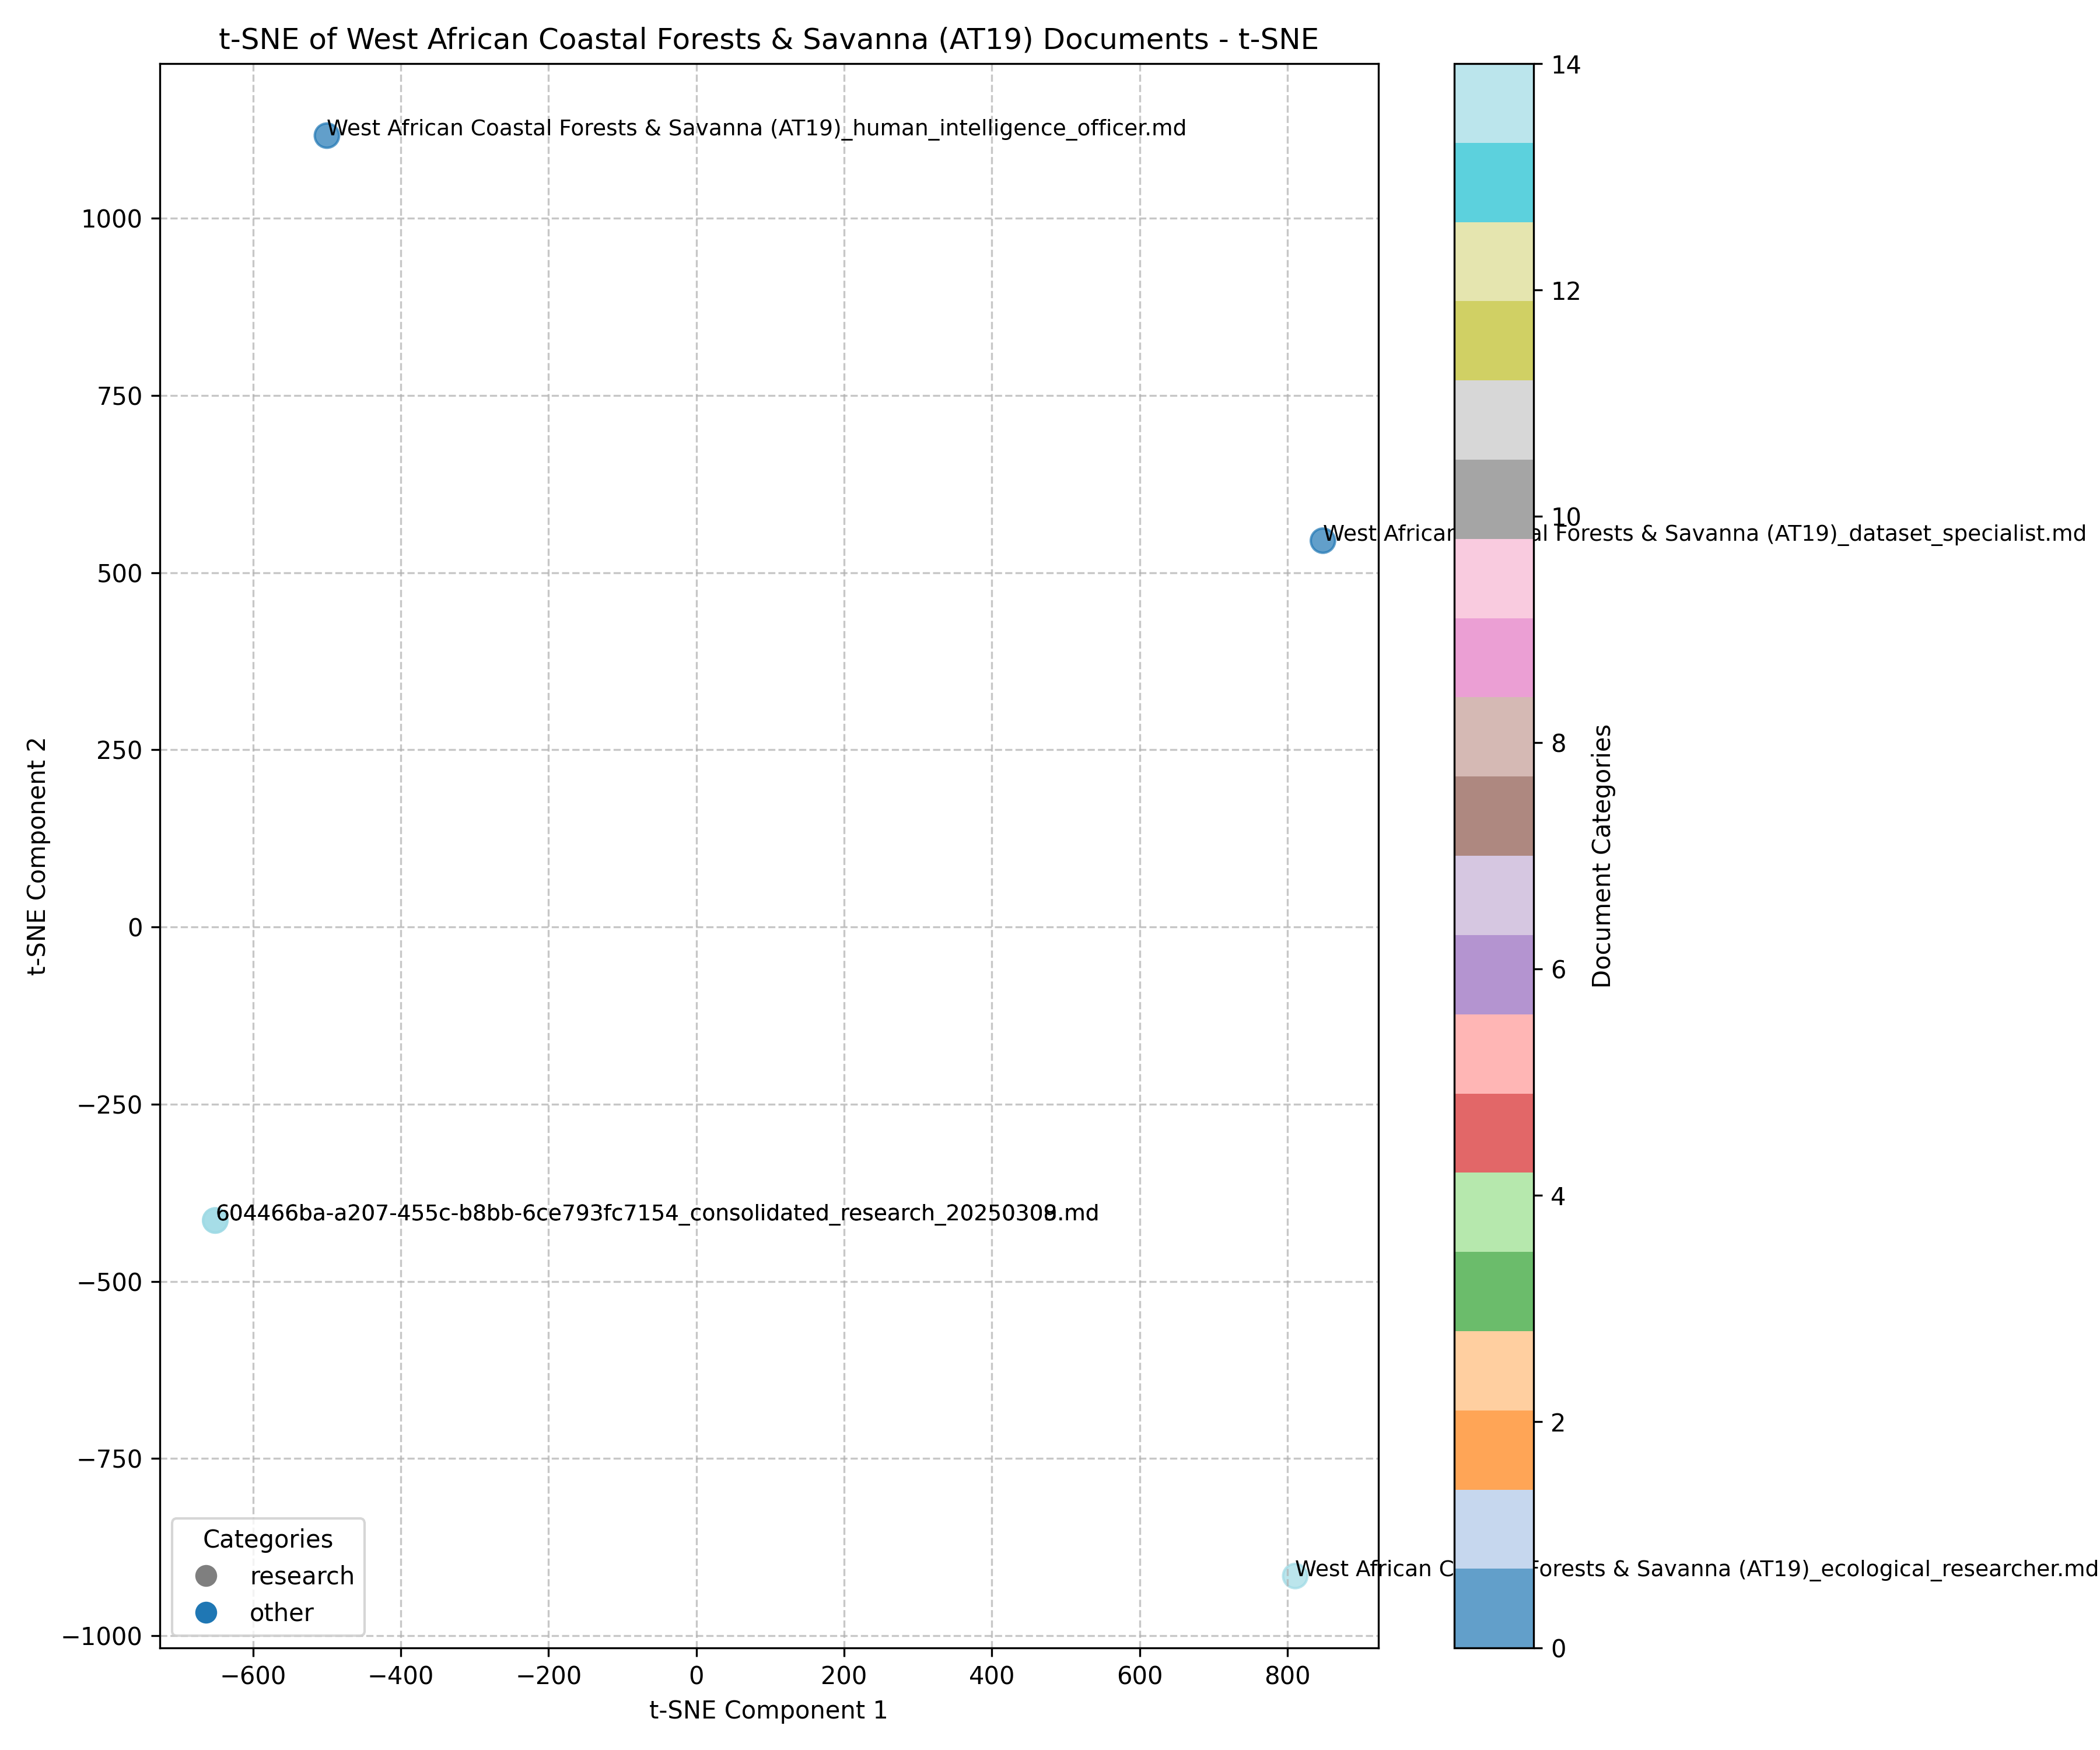 t-SNE of West African Coastal Forests & Savanna (AT19) Documents - t-SNE
West African Coastal Forests & Savanna (AT19)_human_intelligence_officer.md
West African al Forests & Savanna (AT19)_dataset_specialist.md
604466ba-a207-455c-b8bb-6ce793fc7154_consolidated_research_.md
West African C Forests & Savanna (AT19)_ecological_researcher.md
1000
750
500
250
0
−250
−500
−750
−1000
t-SNE Component 2
−600
−400
−200
0
200
400
600
800
t-SNE Component 1
Categories
research
other
14
12
10
8
6
4
2
0
Document Categories